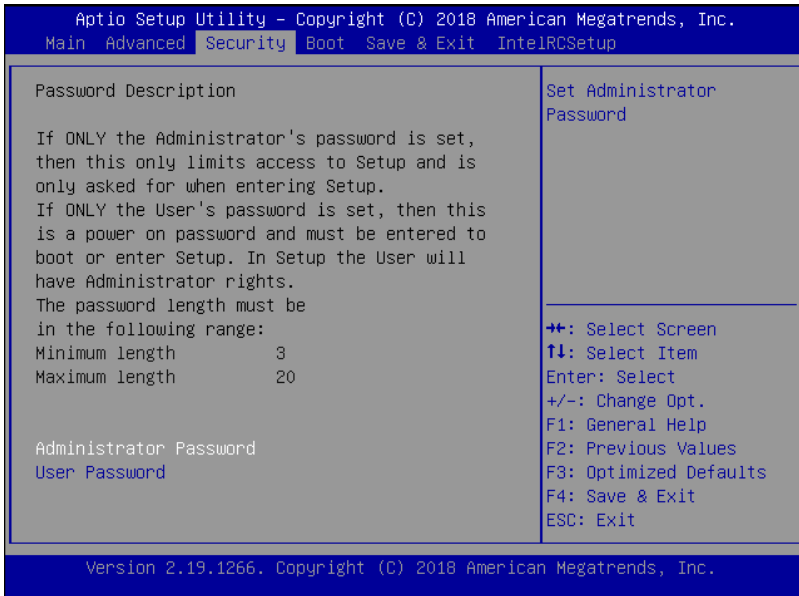 Aptio Setup Utility – Copyright (C) 2018 American Megatrends, Inc.
Main Advanced Security Boot Save & Exit IntelRCSetup
Password Description
If ONLY the Administrator's password is set,
then this only limits access to Setup and is
only asked for when entering Setup.
If ONLY the User's password is set, then this
is a power on password and must be entered to
boot or enter Setup. In Setup the User will
have Administrator rights.
The password length must be
in the following range:
Minimum length 3
Maximum length 20
Administrator Password
User Password
Set Administrator
Password
→←: Select Screen
↑↓: Select Item
Enter: Select
+/-: Change Opt.
F1: General Help
F2: Previous Values
F3: Optimized Defaults
F4: Save & Exit
ESC: Exit
Version 2.19.1266. Copyright (C) 2018 American Megatrends, Inc.